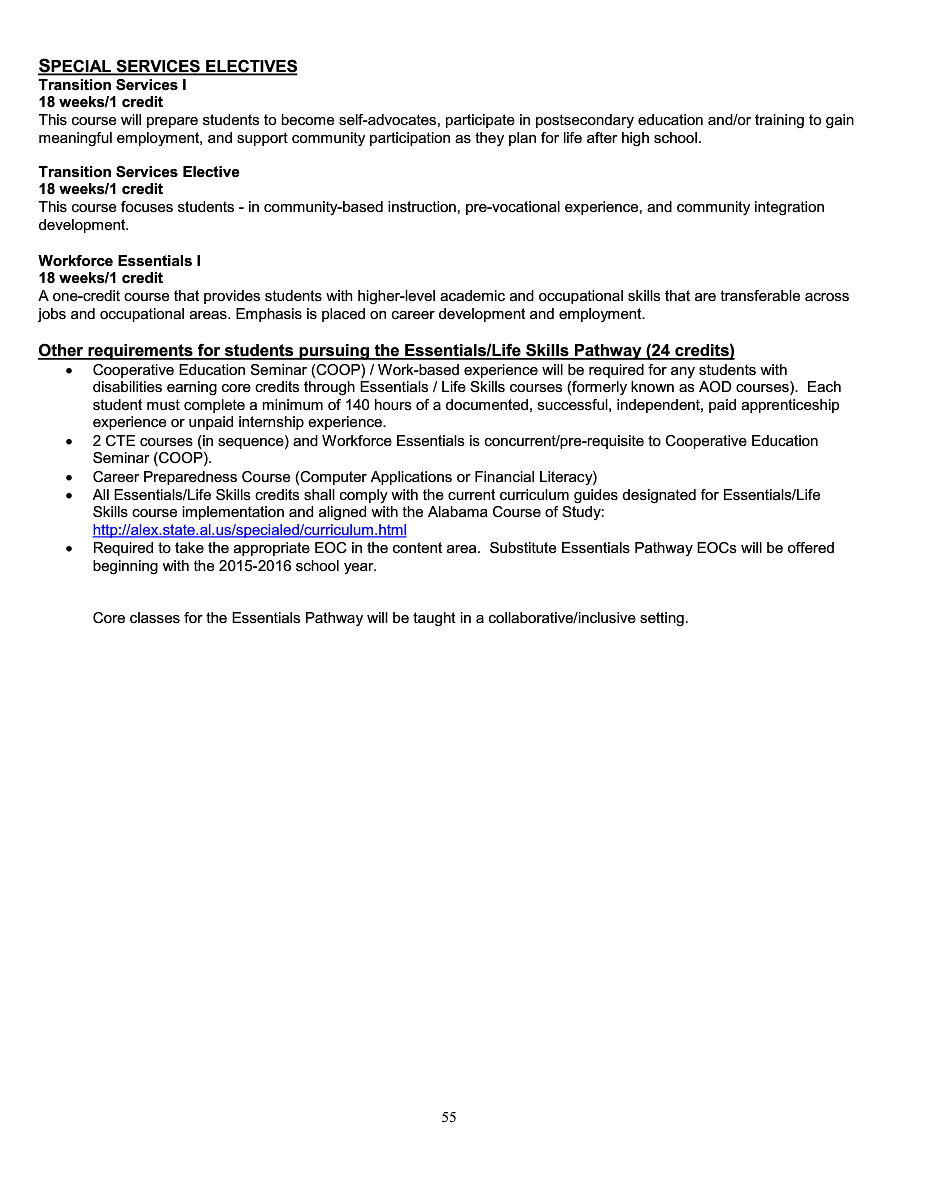 SPECIAL SERVICES ELECTIVES
Transition Services I
18 weeks/1 credit
This course will prepare students to become self-advocates, participate in postsecondary education and/or training to gain
meaningful employment, and support community participation as they plan for life after high school.
Transition Services Elective
18 weeks/1 credit
This course focuses students - in community-based instruction, pre-vocational experience, and community integration
development.
Workforce Essentials I
18 weeks/1 credit
A one-credit course that provides students with higher-level academic and occupational skills that are transferable across
jobs and occupational areas. Emphasis is placed on career development and employment.
Other requirements for students pursuing the Essentials/Life Skills Pathway (24 credits)
• Cooperative Education Seminar (COOP) / Work-based experience will be required for any students with
disabilities earning core credits through Essentials / Life Skills courses (formerly known as AOD courses). Each
student must complete a minimum of 140 hours of a documented, successful, independent, paid apprenticeship
experience or unpaid internship experience.
• 2 CTE courses (in sequence) and Workforce Essentials is concurrent/pre-requisite to Cooperative Education
Seminar (COOP).
• Career Preparedness Course (Computer Applications or Financial Literacy)
• All Essentials/Life Skills credits shall comply with the current curriculum guides designated for Essentials/Life
Skills course implementation and aligned with the Alabama Course of Study:
http://alex.state.al.us/specialed/curriculum.html
• Required to take the appropriate EOC in the content area. Substitute Essentials Pathway EOCs will be offered
beginning with the 2015-2016 school year.
Core classes for the Essentials Pathway will be taught in a collaborative/inclusive setting.
55